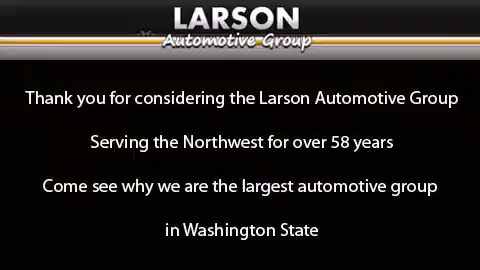 LARSON
Automotive Group
Thank you for considering the Larson Automotive Group
Serving the Northwest for over 58 years
Come see why we are the largest automotive group
in Washington State